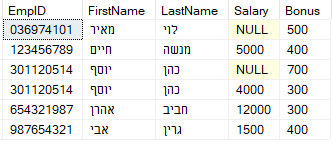 EmpID FirstName LastName Salary Bonus
036974101 מאיר לוי NULL 500
123456789 חיים מנשה 5000 400
301120514 יוסף כהן NULL 700
301120514 יוסף כהן 4000 300
654321987 אהרן חביב 12000 300
987654321 אבי גרין 1500 400